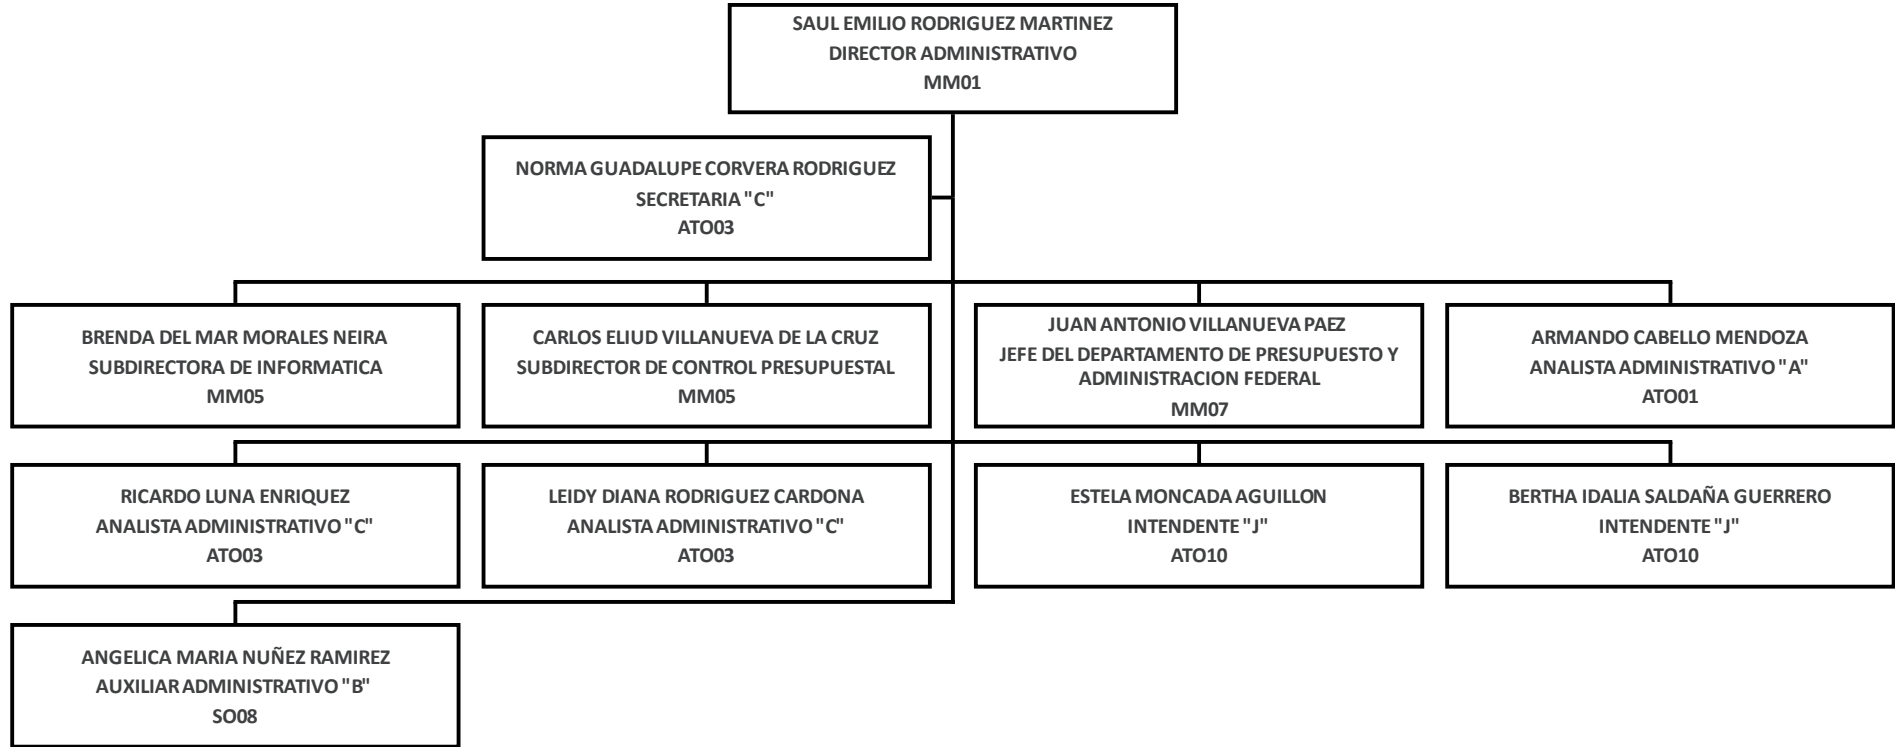 SAUL EMILIO RODRIGUEZ MARTINEZ
DIRECTOR ADMINISTRATIVO
MM01
NORMA GUADALUPE CORVERA RODRIGUEZ
SECRETARIA "C"
ATO03
BRENDA DEL MAR MORALES NEIRA
SUBDIRECTORA DE INFORMATICA
MM05
CARLOS ELIUD VILLANUEVA DE LA CRUZ
SUBDIRECTOR DE CONTROL PRESUPUESTAL
MM05
JUAN ANTONIO VILLANUEVA PAEZ
JEFE DEL DEPARTAMENTO DE PRESUPUESTO Y
ADMINISTRACION FEDERAL
MM07
ARMANDO CABELLO MENDOZA
ANALISTA ADMINISTRATIVO "A"
ATO01
RICARDO LUNA ENRIQUEZ
ANALISTA ADMINISTRATIVO "C"
ATO03
LEIDY DIANA RODRIGUEZ CARDONA
ANALISTA ADMINISTRATIVO "C"
ATO03
ESTELA MONCADA AGUILLON
INTENDENTE "J"
ATO10
BERTHA IDALIA SALDAÑA GUERRERO
INTENDENTE "J"
ATO10
ANGELICA MARIA NUÑEZ RAMIREZ
AUXILIAR ADMINISTRATIVO "B"
SO08